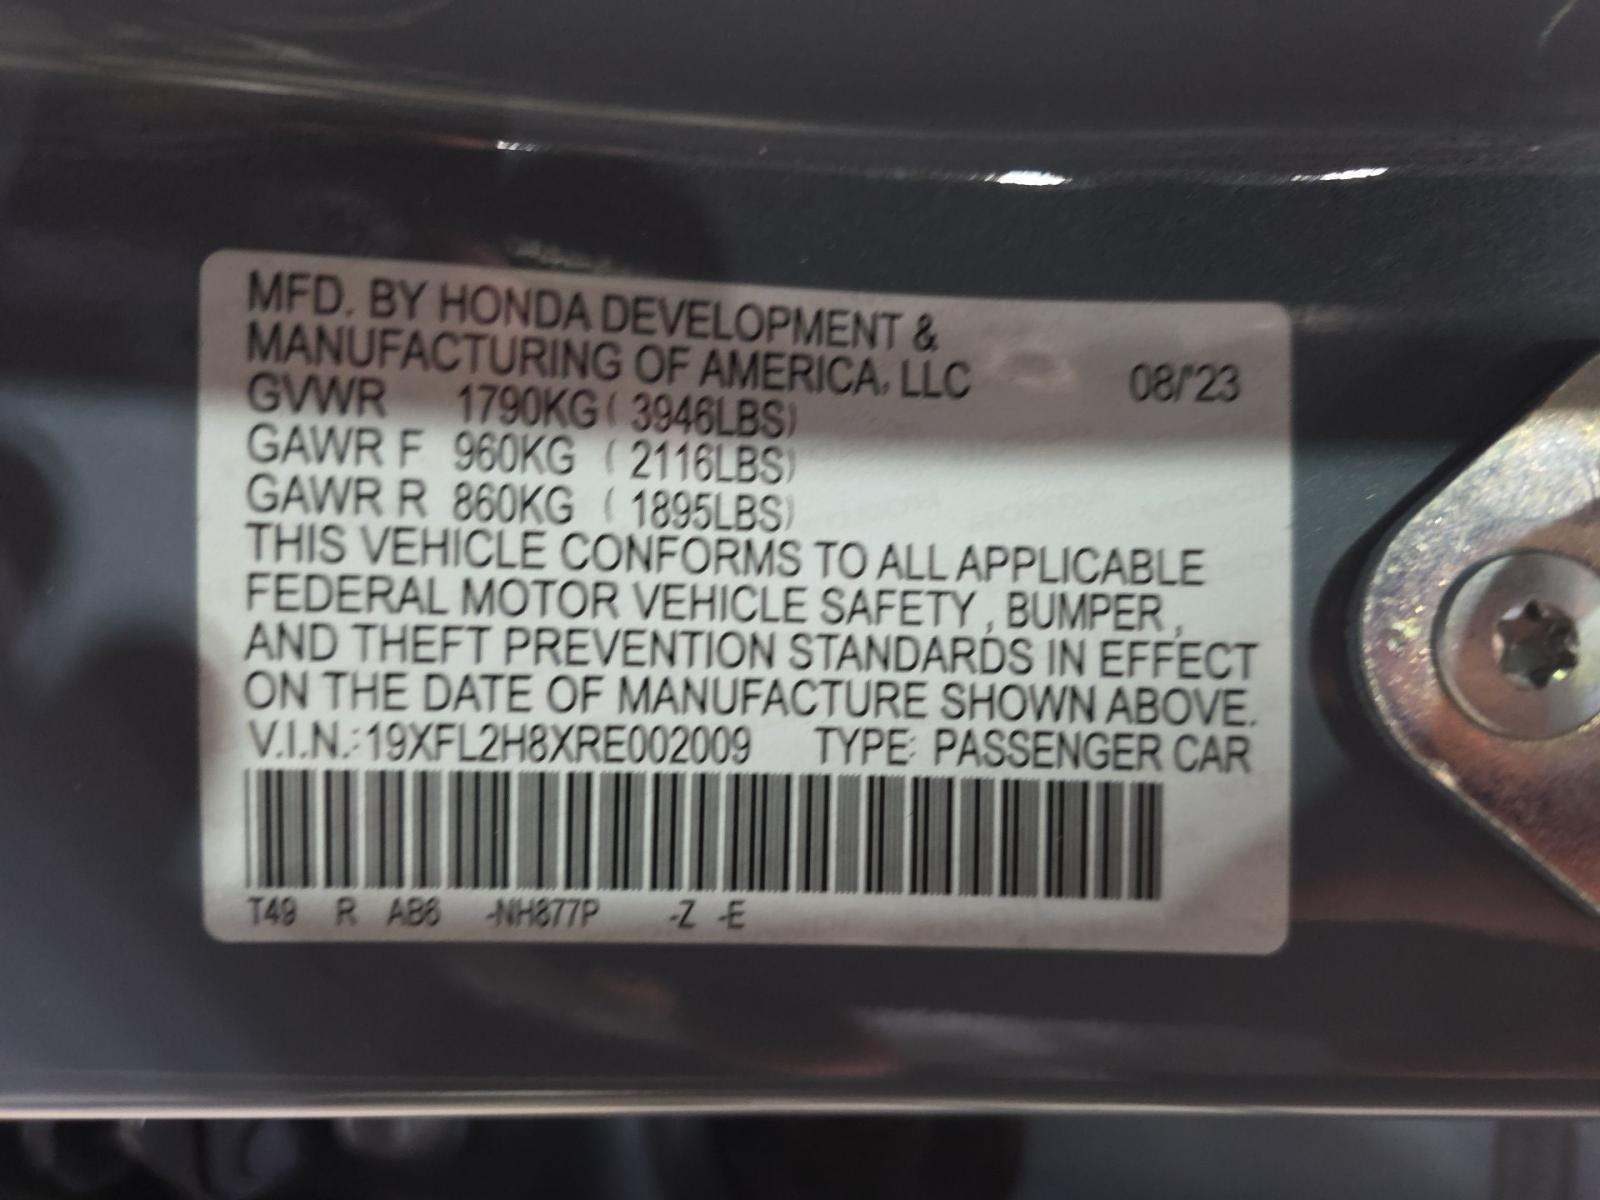 MFD. BY HONDA DEVELOPMENT &
MANUFACTURING OF AMERICA, LLC 08/'23
GVWR 1790KG ( 3946LBS)
GAWR F 960KG ( 2116LBS)
GAWR R 860KG ( 1895LBS)
THIS VEHICLE CONFORMS TO ALL APPLICABLE
FEDERAL MOTOR VEHICLE SAFETY , BUMPER ,
AND THEFT PREVENTION STANDARDS IN EFFECT
ON THE DATE OF MANUFACTURE SHOWN ABOVE.
V.I.N.: 19XFL2H8XRE002009 TYPE: PASSENGER CAR
T49 R AB6 -NH877P -Z -E